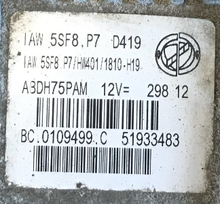 IAW 5SF8.P7 D419
IAW 5SF8 P7/HW401/1810-H19
A3DH75PAM 12V= 298 12
BC.0109499.C 51933483